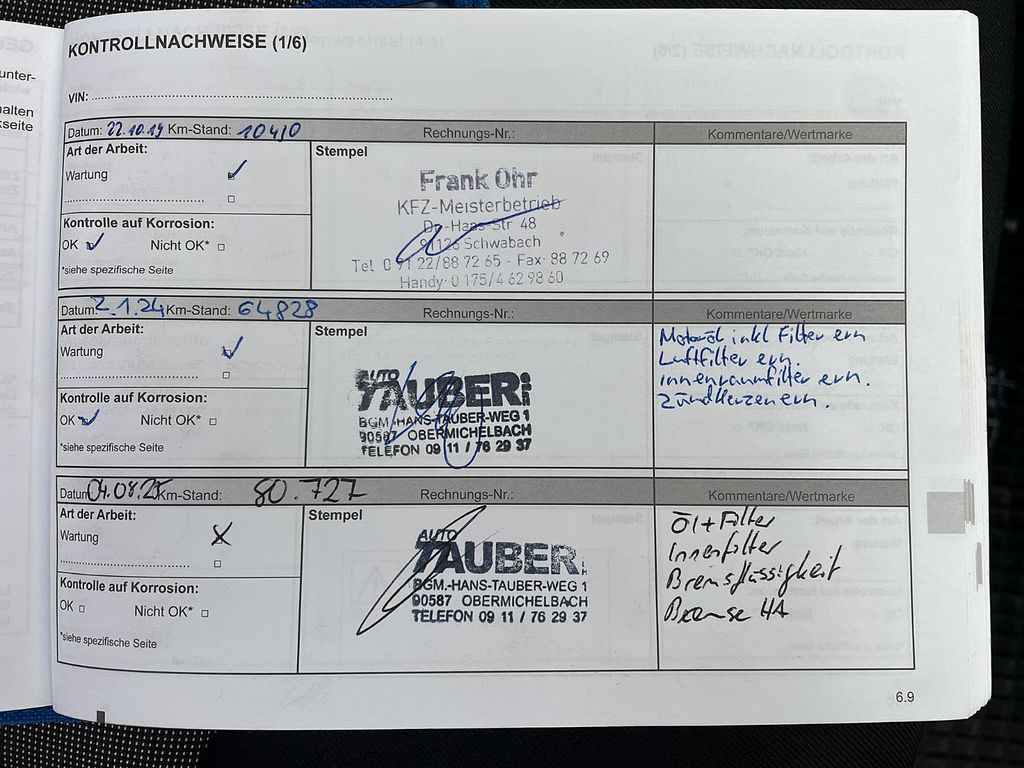 unter-
halten
kseite
KONTROLLNACHWEISE (1/6)
VIN:
Datum: 22.10.19 Km-Stand: 10410 Rechnungs-Nr.: Kommentare/Wertmarke
Art der Arbeit:
Wartung
Kontrolle auf Korrosion:
OK Nicht OK*
*siehe spezifische Seite
Stempel
Frank Ohr
KFZ-Meisterbetrieb
Dr.-Haas-Str 48
91126 Schwabach
Tel 0 91 22/88 72 65 - Fax: 88 72 69
Handy: 0 175/4 62 98 60
Datum: 2.1.24 Km-Stand: 64828 Rechnungs-Nr.:
Art der Arbeit:
Wartung
Kontrolle auf Korrosion:
OK Nicht OK*
*siehe spezifische Seite
Stempel
AUTO
TAUBER
BGM.-HANS-TAUBER-WEG 1
90587 OBERMICHELBACH
TELEFON 09 11 / 76 29 37
Motoröl inkl Filter ern
Luftfilter ern.
innenraumfilter ern.
Zündkerzen ern.
Datum: 04.08.25 Km-Stand: 80.727 Rechnungs-Nr.: Kommentare/Wertmarke
Art der Arbeit:
Wartung
Kontrolle auf Korrosion:
OK Nicht OK*
*siehe spezifische Seite
Stempel
AUTO
TAUBER
BGM.-HANS-TAUBER-WEG 1
90587 OBERMICHELBACH
TELEFON 09 11 / 76 29 37
Öl + Filter
Innenfilter
Bremsflüssigkeit
Bremse HA
6.9